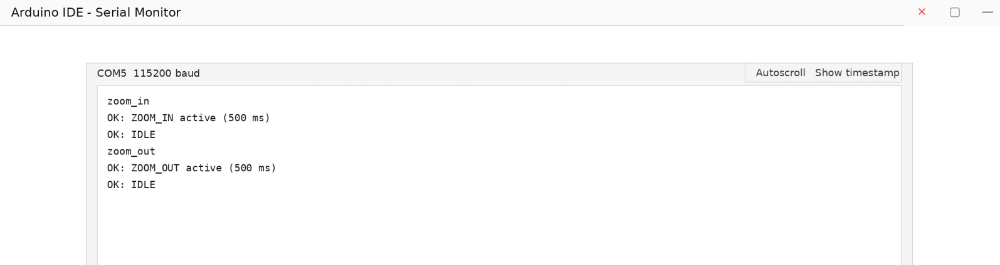 Arduino IDE - Serial Monitor
COM5 115200 baud
Autoscroll Show timestamp
zoom_in
OK: ZOOM_IN active (500 ms)
OK: IDLE
zoom_out
OK: ZOOM_OUT active (500 ms)
OK: IDLE